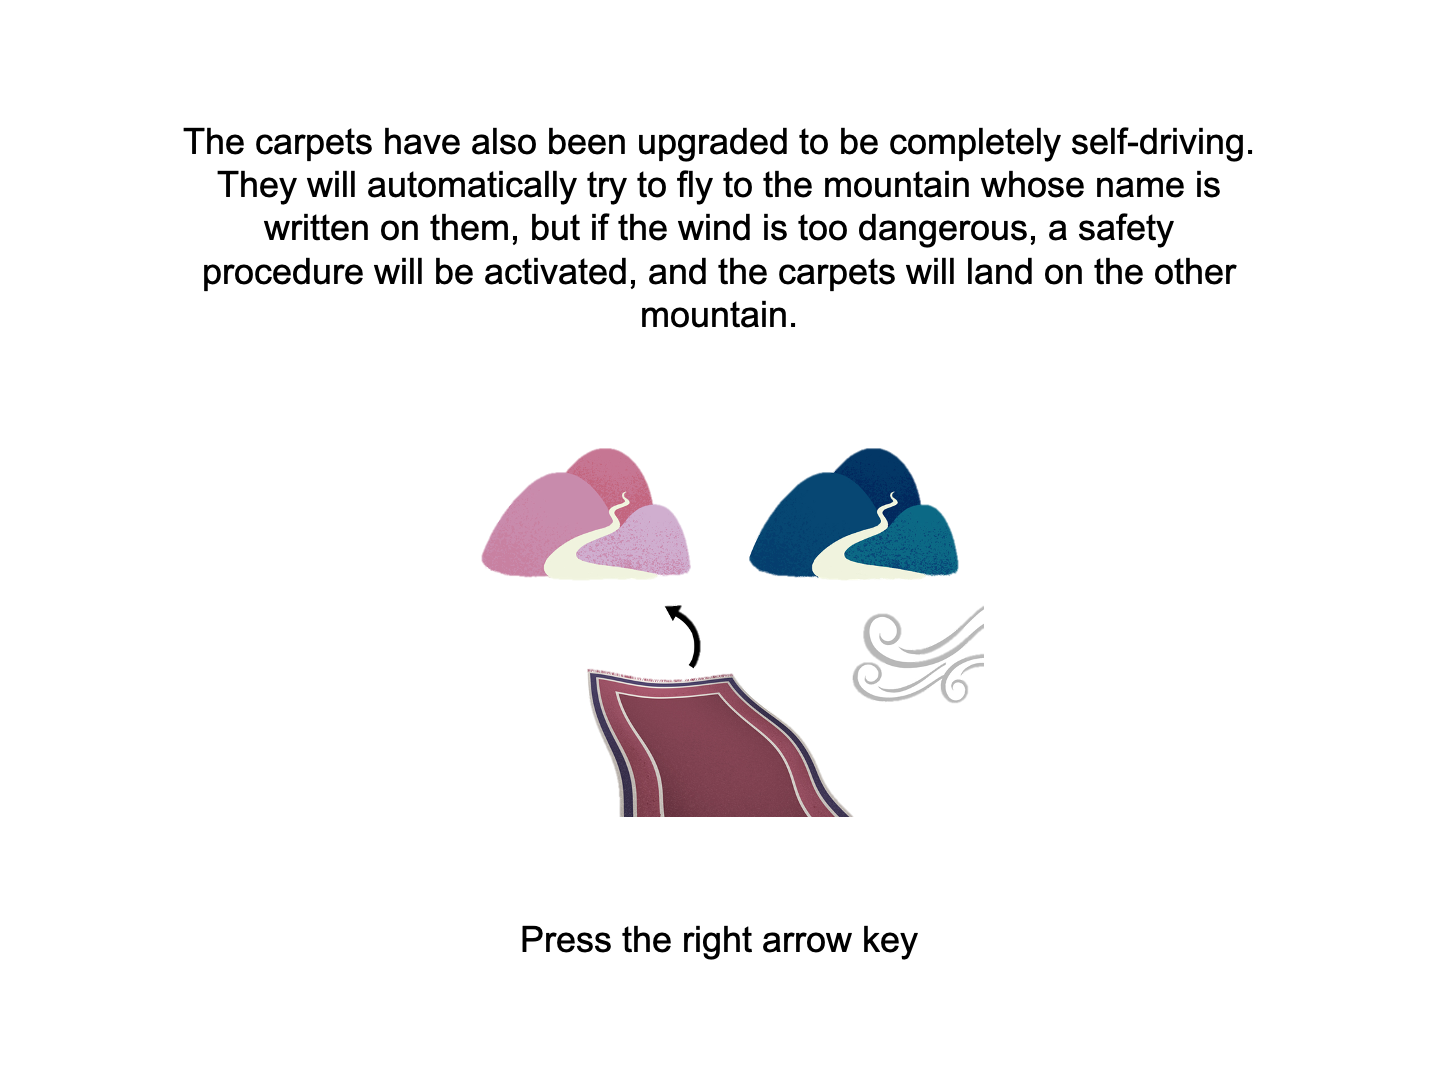 The carpets have also been upgraded to be completely self-driving.
They will automatically try to fly to the mountain whose name is
written on them, but if the wind is too dangerous, a safety
procedure will be activated, and the carpets will land on the other
mountain.
Press the right arrow key